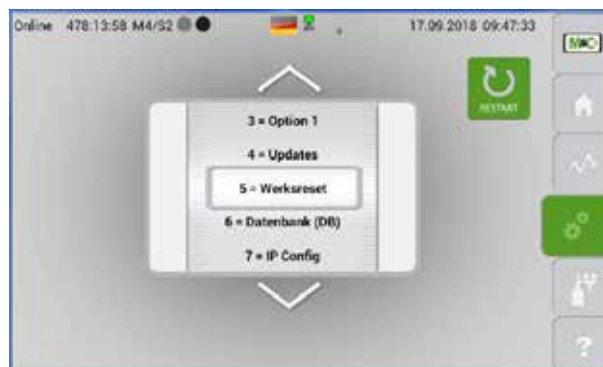 Online 478:13:58 M4/S2 17.09.2018 09:47:33
RESTART
3 = Option 1
4 = Updates
5 = Werksreset
6 = Datenbank (DB)
7 = IP Config
?